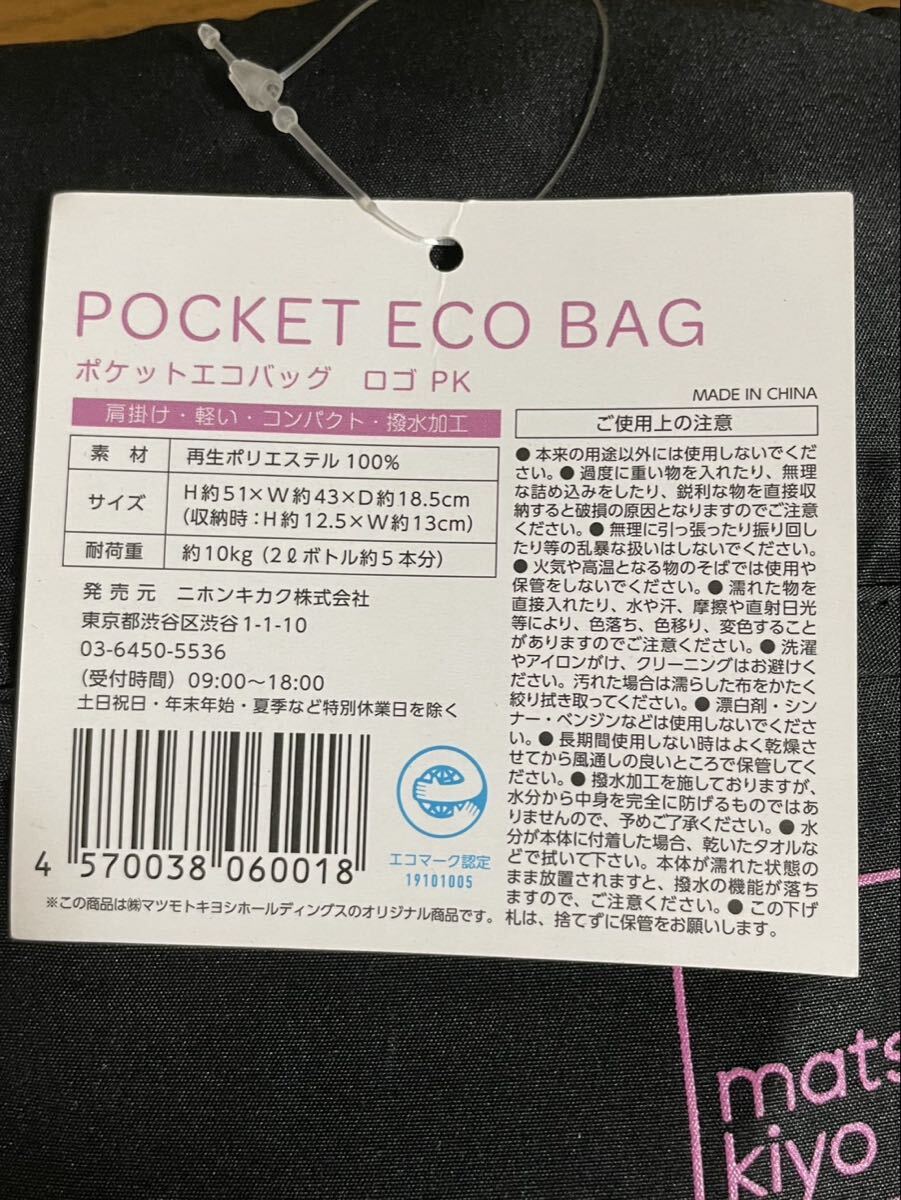 POCKET ECO BAG
ポケットエコバッグ ロゴ PK
肩掛け・軽い・コンパクト・撥水加工
素 材 再生ポリエステル 100%
サイズ H約51×W約43×D約18.5cm
(収納時:H約12.5×W約13cm)
耐荷重 約10kg(2ℓボトル約5本分)
発 売 元 ニホンキカク株式会社
東京都渋谷区渋谷1-1-10
03-6450-5536
(受付時間)09:00〜18:00
土日祝日・年末年始・夏季など特別休業日を除く
4 570038 060018
エコマーク認定
19101005
※この商品は㈱マツモトキヨシホールディングスのオリジナル商品です。
MADE IN CHINA
ご使用上の注意
● 本来の用途以外には使用しないでくだ
さい。● 過度に重い物を入れたり、無理
な詰め込みをしたり、鋭利な物を直接収
納すると破損の原因となりますのでご注意
ください。● 無理に引っ張ったり振り回し
たり等の乱暴な扱いはしないでください。
● 火気や高温となる物のそばでは使用や
保管をしないでください。● 濡れた物を
直接入れたり、水や汗、摩擦や直射日光
等により、色落ち、色移り、変色すること
がありますのでご注意ください。● 洗濯
やアイロンがけ、クリーニングはお避けく
ださい。汚れた場合は濡らした布をかたく
絞り拭き取ってください。● 漂白剤・シン
ナー・ベンジンなどは使用しないでくださ
い。● 長期間使用しない時はよく乾燥さ
せてから風通しの良いところで保管してく
ださい。● 撥水加工を施しておりますが、
水分から中身を完全に防げるものではあ
りませんので、予めご了承ください。● 水
分が本体に付着した場合、乾いたタオルな
どで拭いて下さい。本体が濡れた状態の
まま放置されますと、撥水の機能が落ち
ますので、ご注意ください。● この下げ
札は、捨てずに保管をお願いします。
mats
kiyo